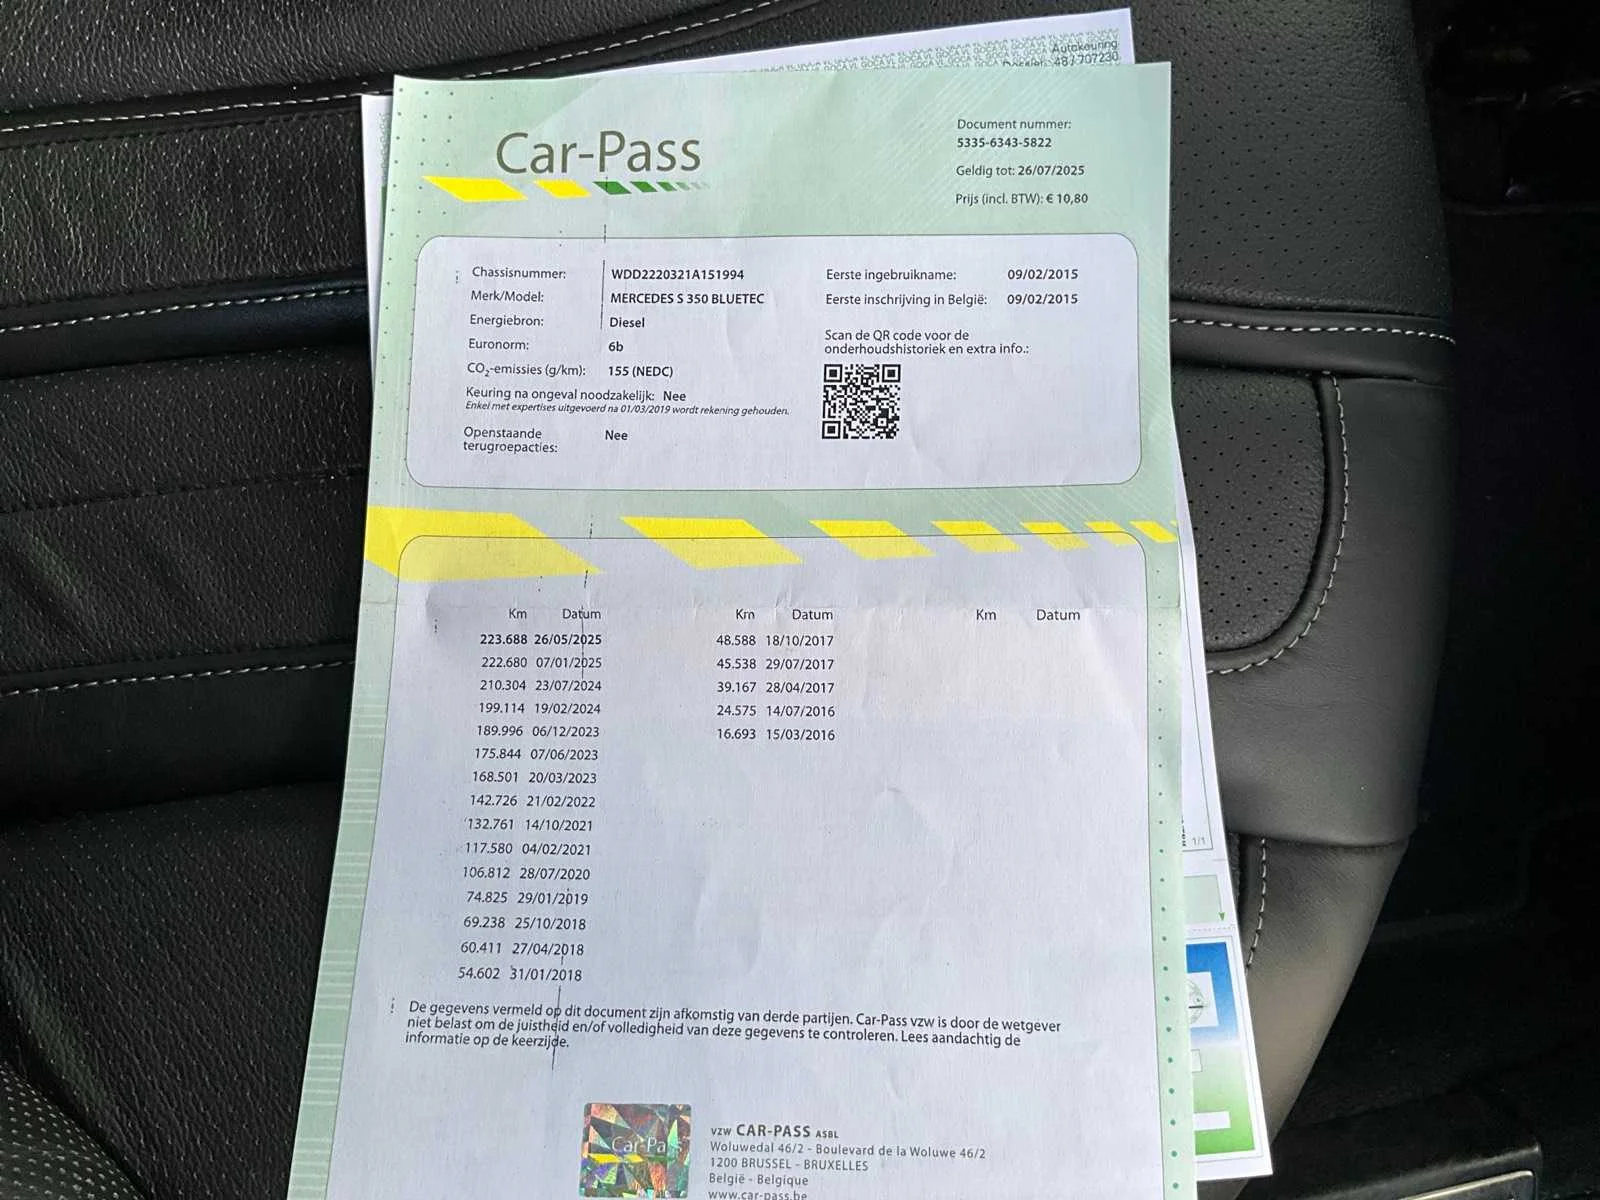 Autokeuring
Dossier: 48 / 707230
Car-Pass
Document nummer:
5335-6343-5822
Geldig tot: 26/07/2025
Prijs (incl. BTW): € 10,80
Chassisnummer: WDD2220321A151994
Merk/Model: MERCEDES S 350 BLUETEC
Energiebron: Diesel
Euronorm: 6b
CO2-emissies (g/km): 155 (NEDC)
Keuring na ongeval noodzakelijk: Nee
Enkel met expertises uitgevoerd na 01/03/2019 wordt rekening gehouden.
Openstaande
terugroepacties: Nee
Eerste ingebruikname: 09/02/2015
Eerste inschrijving in België: 09/02/2015
Scan de QR code voor de
onderhoudshistoriek en extra info.:
Km Datum
223.688 26/05/2025
222.680 07/01/2025
210.304 23/07/2024
199.114 19/02/2024
189.996 06/12/2023
175.844 07/06/2023
168.501 20/03/2023
142.726 21/02/2022
132.761 14/10/2021
117.580 04/02/2021
106.812 28/07/2020
74.825 29/01/2019
69.238 25/10/2018
60.411 27/04/2018
54.602 31/01/2018
Km Datum
48.588 18/10/2017
45.538 29/07/2017
39.167 28/04/2017
24.575 14/07/2016
16.693 15/03/2016
Km Datum
De gegevens vermeld op dit document zijn afkomstig van derde partijen. Car-Pass vzw is door de wetgever
niet belast om de juistheid en/of volledigheid van deze gegevens te controleren. Lees aandachtig de
informatie op de keerzijde.
1/1
Car-Pass
vzw CAR-PASS ASBL
Woluwedal 46/2 - Boulevard de la Woluwe 46/2
1200 BRUSSEL - BRUXELLES
België - Belgique
www.car-pass.be